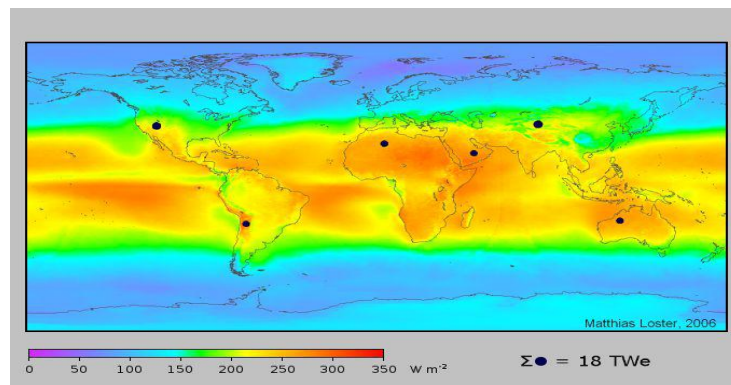 Matthias Loster, 2006
0 50 100 150 200 250 300 350 W m⁻²
Σ● = 18 TWe